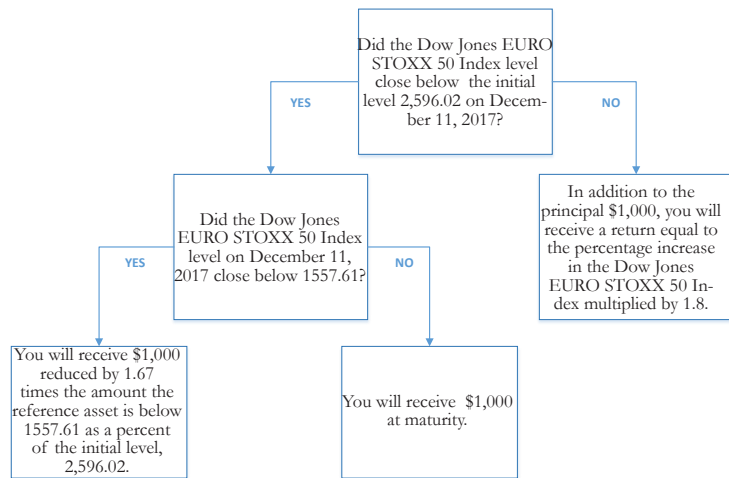 Did the Dow Jones EURO
STOXX 50 Index level
close below the initial
level 2,596.02 on Decem-
ber 11, 2017?
YES
NO
Did the Dow Jones
EURO STOXX 50 Index
level on December 11,
2017 close below 1557.61?
In addition to the
principal $1,000, you will
receive a return equal to
the percentage increase
in the Dow Jones
EURO STOXX 50 In-
dex multiplied by 1.8.
YES
NO
You will receive $1,000
reduced by 1.67
times the amount the
reference asset is below
1557.61 as a percent
of the initial level,
2,596.02.
You will receive $1,000
at maturity.